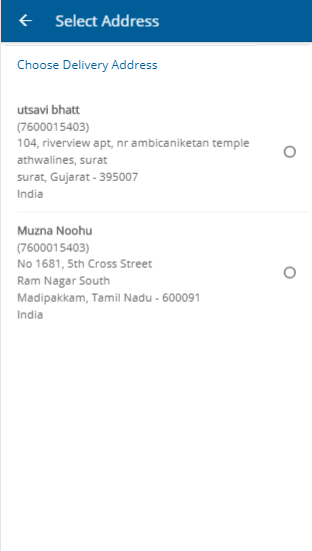 Select Address
Choose Delivery Address
utsavi bhatt
(7600015403)
104, riverview apt, nr ambicaniketan temple
athwalines, surat
surat, Gujarat - 395007
India
Muzna Noohu
(7600015403)
No 1681, 5th Cross Street
Ram Nagar South
Madipakkam, Tamil Nadu - 600091
India